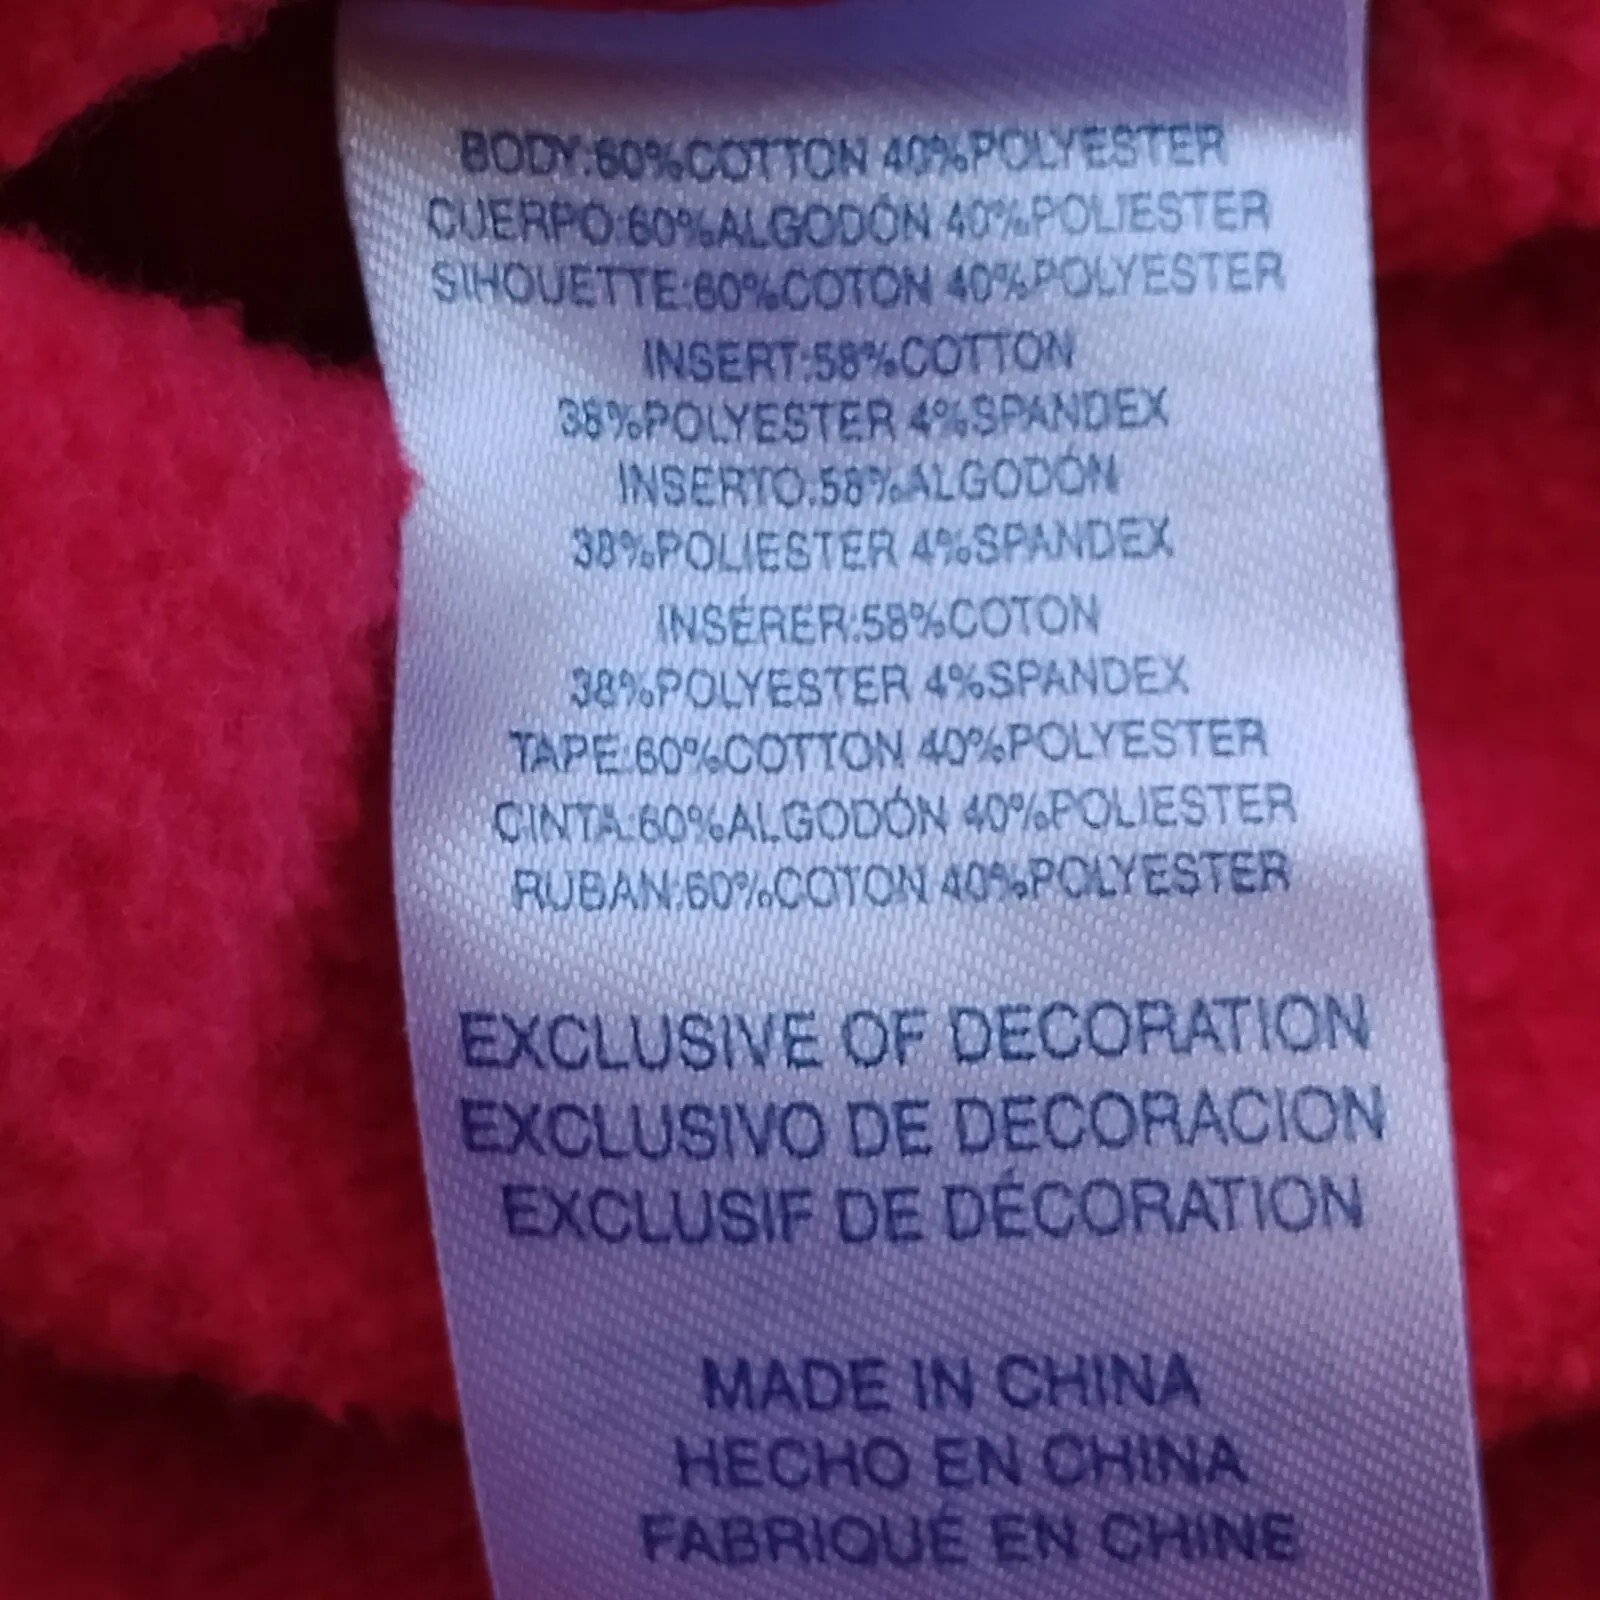 BODY:60%COTTON 40%POLYESTER
CUERPO:60%ALGODÓN 40%POLIESTER
SIHOUETTE:60%COTON 40%POLYESTER
INSERT:58%COTTON
38%POLYESTER 4%SPANDEX
INSERTO:58%ALGODÓN
38%POLIESTER 4%SPANDEX
INSÉRER:58%COTON
38%POLYESTER 4%SPANDEX
TAPE:60%COTTON 40%POLYESTER
CINTA:60%ALGODÓN 40%POLIESTER
RUBAN:60%COTON 40%POLYESTER
EXCLUSIVE OF DECORATION
EXCLUSIVO DE DECORACION
EXCLUSIF DE DÉCORATION
MADE IN CHINA
HECHO EN CHINA
FABRIQUÉ EN CHINE